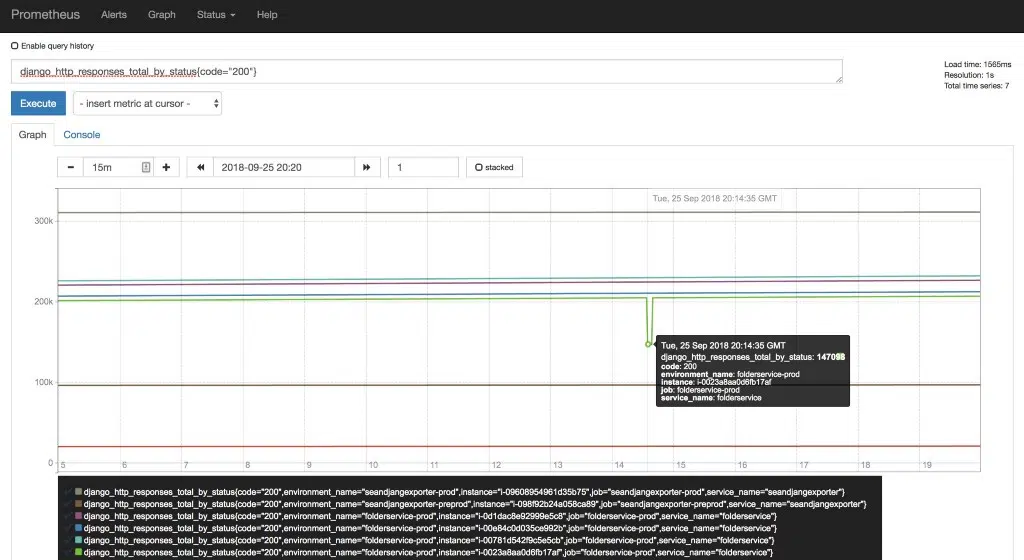 Prometheus Alerts Graph Status Help
Enable query history
django_http_responses_total_by_status{code="200"}
Load time: 1565ms
Resolution: 1s
Total time series: 7
Execute - insert metric at cursor -
Graph Console
15m 2018-09-25 20:20 1 stacked
Tue, 25 Sep 2018 20:14:35 GMT
300k
200k
100k
0
5 6 7 8 9 10 11 12 13 14 15 16 17 18 19
Tue, 25 Sep 2018 20:14:35 GMT
django_http_responses_total_by_status: 147098
code: 200
environment_name: folderservice-prod
instance: i-0023a8aa0d6fb17af
job: folderservice-prod
service_name: folderservice
django_http_responses_total_by_status{code="200",environment_name="seandjangexporter-prod",instance="i-09608954961d35b75",job="seandjangexporter-prod",service_name="seandjangexporter"}
django_http_responses_total_by_status{code="200",environment_name="seandjangexporter-preprod",instance="i-098f92b24a058ca89",job="seandjangexporter-preprod",service_name="seandjangexporter"}
django_http_responses_total_by_status{code="200",environment_name="folderservice-prod",instance="i-0d1dac8e92999e5c8",job="folderservice-prod",service_name="folderservice"}
django_http_responses_total_by_status{code="200",environment_name="folderservice-prod",instance="i-00e84c0d035ce992b",job="folderservice-prod",service_name="folderservice"}
django_http_responses_total_by_status{code="200",environment_name="folderservice-prod",instance="i-00781d542f9c5e5cb",job="folderservice-prod",service_name="folderservice"}
django_http_responses_total_by_status{code="200",environment_name="folderservice-prod",instance="i-0023a8aa0d6fb17af",job="folderservice-prod",service_name="folderservice"}